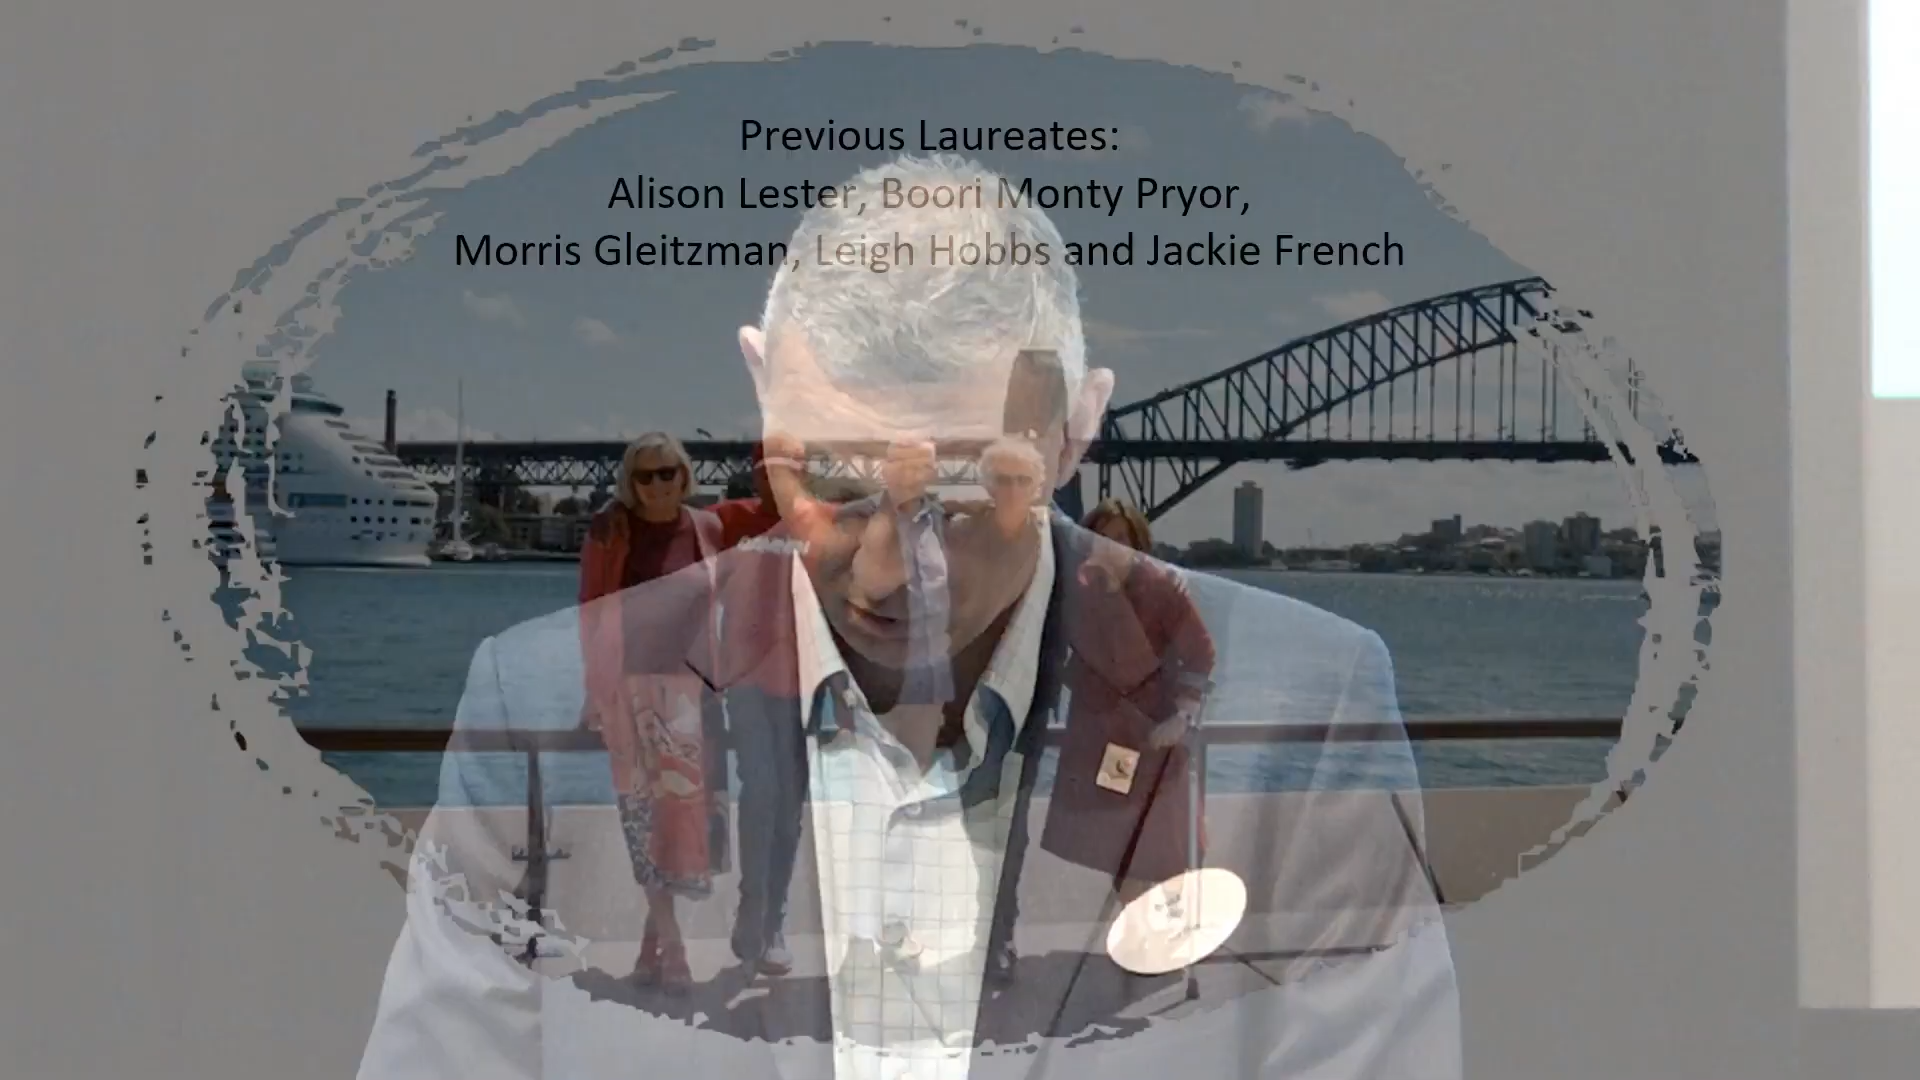 Previous Laureates:
Alison Lester, Boori Monty Pryor,
Morris Gleitzman, Leigh Hobbs and Jackie French